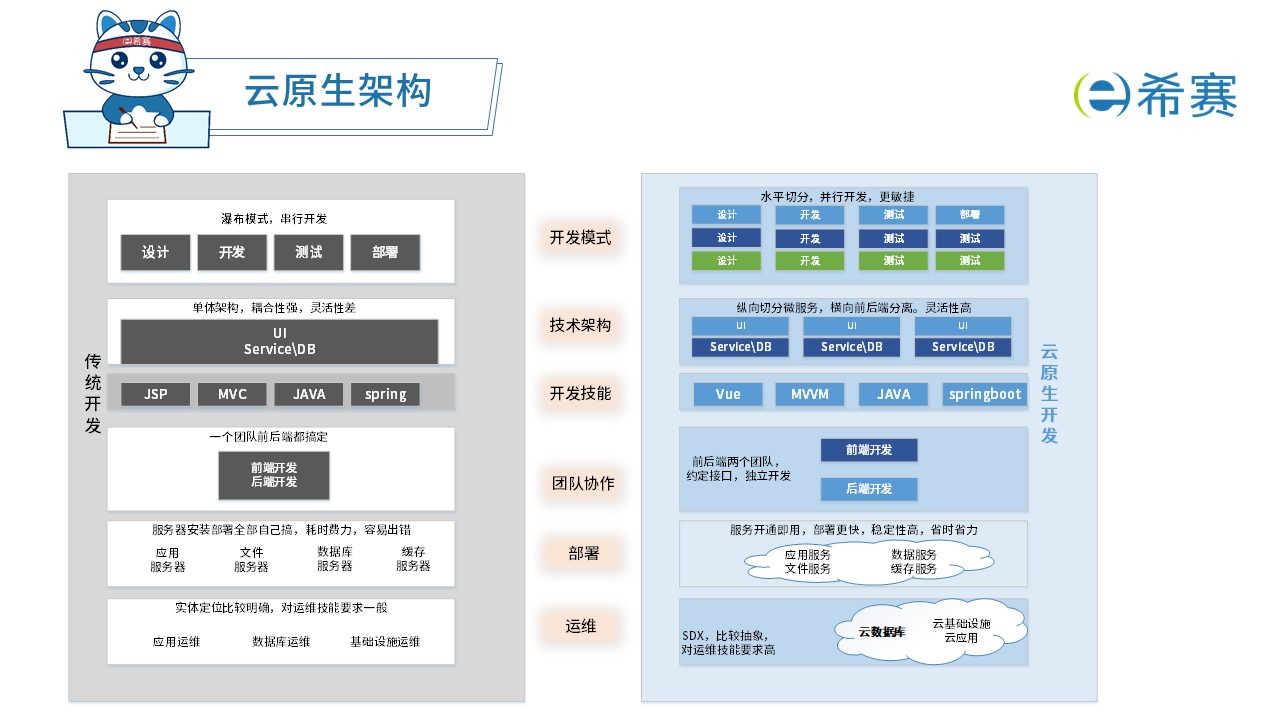 希赛
云原生架构
希赛
传统开发
瀑布模式，串行开发
设计 开发 测试 部署
单体架构，耦合性强，灵活性差
UI
Service\DB
JSP MVC JAVA spring
一个团队前后端都搞定
前端开发
后端开发
服务器安装部署全部自己搞，耗时费力，容易出错
应用 文件 数据库 缓存
服务器 服务器 服务器 服务器
实体定位比较明确，对运维技能要求一般
应用运维 数据库运维 基础设施运维
开发模式
技术架构
开发技能
团队协作
部署
运维
水平切分，并行开发，更敏捷
设计 开发 测试 部署
设计 开发 测试 测试
设计 开发 测试 测试
纵向切分微服务，横向前后端分离。灵活性高
UI UI UI
Service\DB Service\DB Service\DB
Vue MVVM JAVA springboot
前后端两个团队，
约定接口，独立开发
前端开发
后端开发
服务开通即用，部署更快，稳定性高，省时省力
应用服务 数据服务
文件服务 缓存服务
SDX，比较抽象，
对运维技能要求高
云数据库
云基础设施
云应用
云原生开发